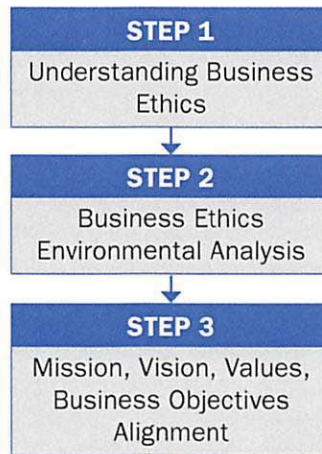 STEP 1
Understanding Business
Ethics
STEP 2
Business Ethics
Environmental Analysis
STEP 3
Mission, Vision, Values,
Business Objectives
Alignment